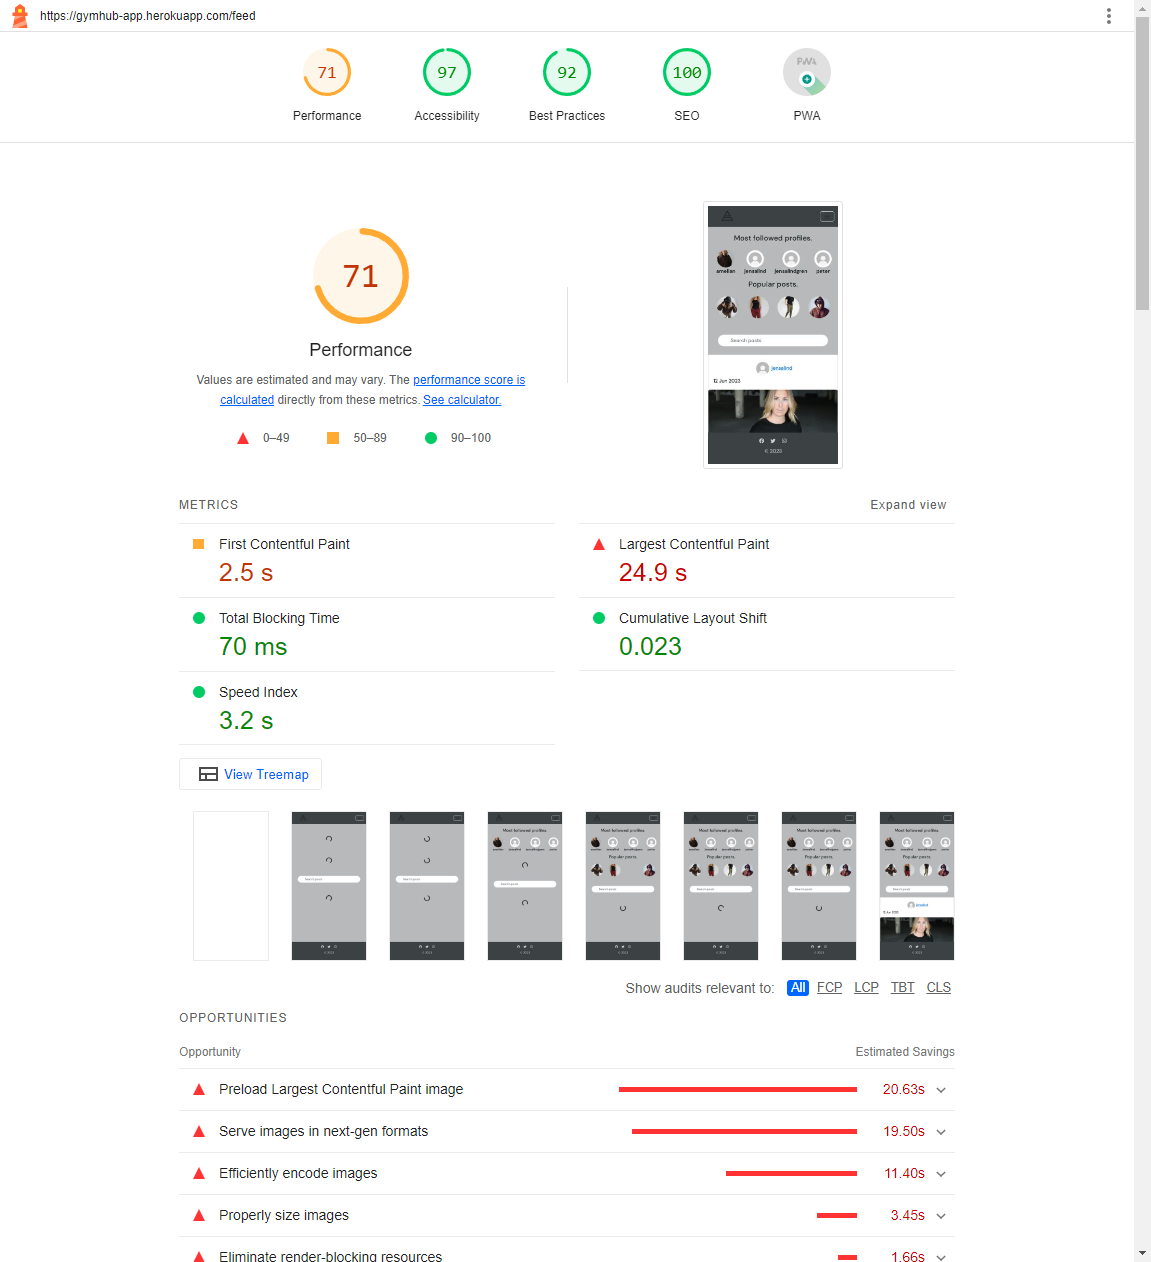 https://gymhub-app.herokuapp.com/feed
71
97
92
100
PWA
Performance
Accessibility
Best Practices
SEO
PWA
71
Performance
Values are estimated and may vary. The performance score is
calculated directly from these metrics. See calculator.
0–49
50–89
90–100
Most followed profiles.
amelian
jensalind
jensalindgren
peter
Popular posts.
Search posts
jensalind
12 Jun 2023
© 2023
METRICS
Expand view
First Contentful Paint
2.5 s
Largest Contentful Paint
24.9 s
Total Blocking Time
70 ms
Cumulative Layout Shift
0.023
Speed Index
3.2 s
View Treemap
Show audits relevant to: All FCP LCP TBT CLS
OPPORTUNITIES
Opportunity
Estimated Savings
Preload Largest Contentful Paint image
20.63s
Serve images in next-gen formats
19.50s
Efficiently encode images
11.40s
Properly size images
3.45s
Eliminate render-blocking resources
1.66s